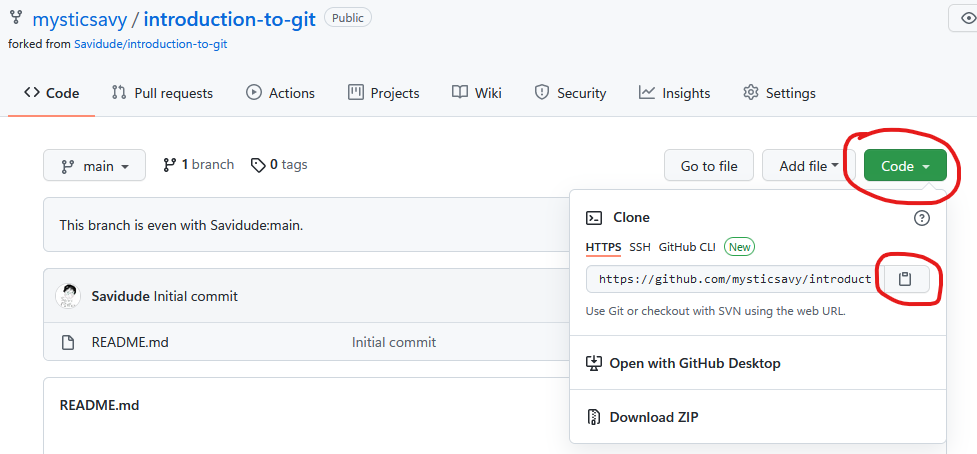 mysticsavy / introduction-to-git Public
forked from Savidude/introduction-to-git
Code Pull requests Actions Projects Wiki Security Insights Settings
main 1 branch 0 tags Go to file Add file Code
This branch is even with Savidude:main.
Savidude Initial commit
README.md Initial commit
README.md
Clone
HTTPS SSH GitHub CLI New
https://github.com/mysticsavy/introduct
Use Git or checkout with SVN using the web URL.
Open with GitHub Desktop
Download ZIP